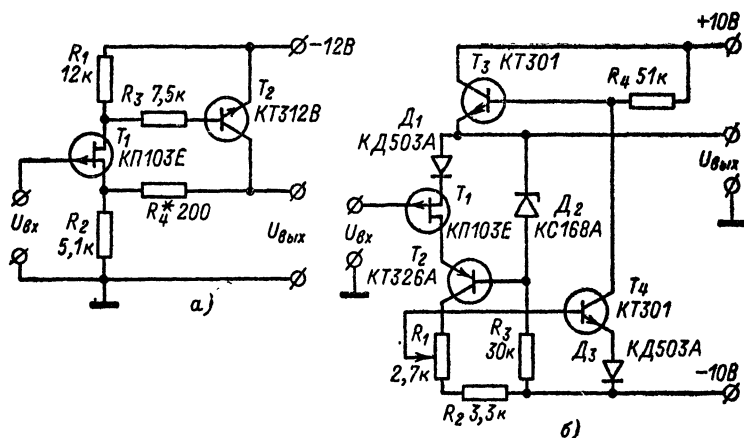 R1
12к
–12В
R3 7,5к
T2
КТ312В
T1
КП103Е
Uвх
R2
5,1к
R4* 200
Uвых
а)
+10В
T3 КТ301
R4 51к
Д1
КД503А
Uвых
T1
КП103Е
Д2
КС168А
Uвх
T2
КТ326А
T4
КТ301
R1
2,7к
R3
30к
Д3
КД503А
–10В
R2 3,3к
б)